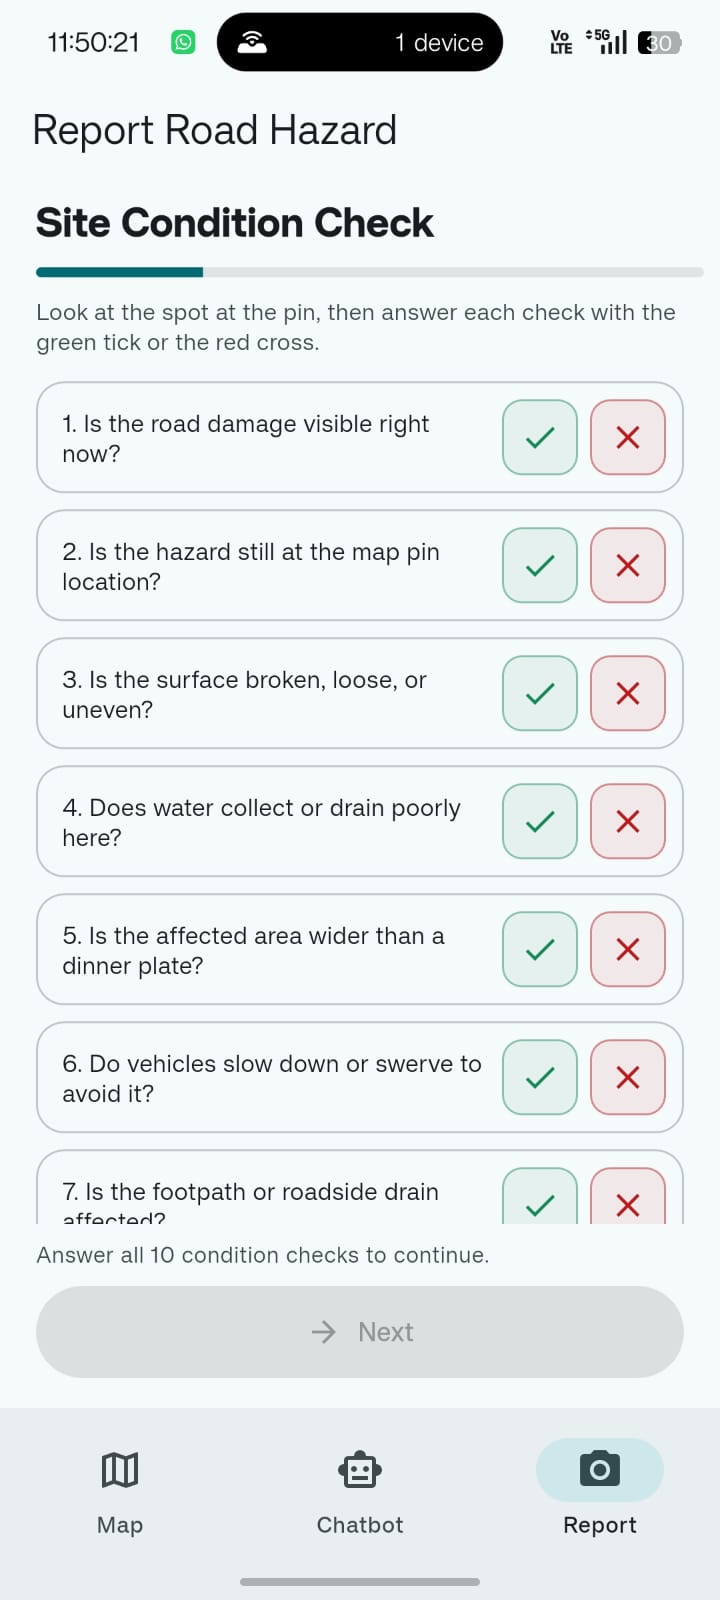 11:50:21
1 device
Vo LTE
5G
30
Report Road Hazard
Site Condition Check
Look at the spot at the pin, then answer each check with the
green tick or the red cross.
1. Is the road damage visible right
now?
2. Is the hazard still at the map pin
location?
3. Is the surface broken, loose, or
uneven?
4. Does water collect or drain poorly
here?
5. Is the affected area wider than a
dinner plate?
6. Do vehicles slow down or swerve to
avoid it?
7. Is the footpath or roadside drain
affected?
Answer all 10 condition checks to continue.
Next
Map
Chatbot
Report